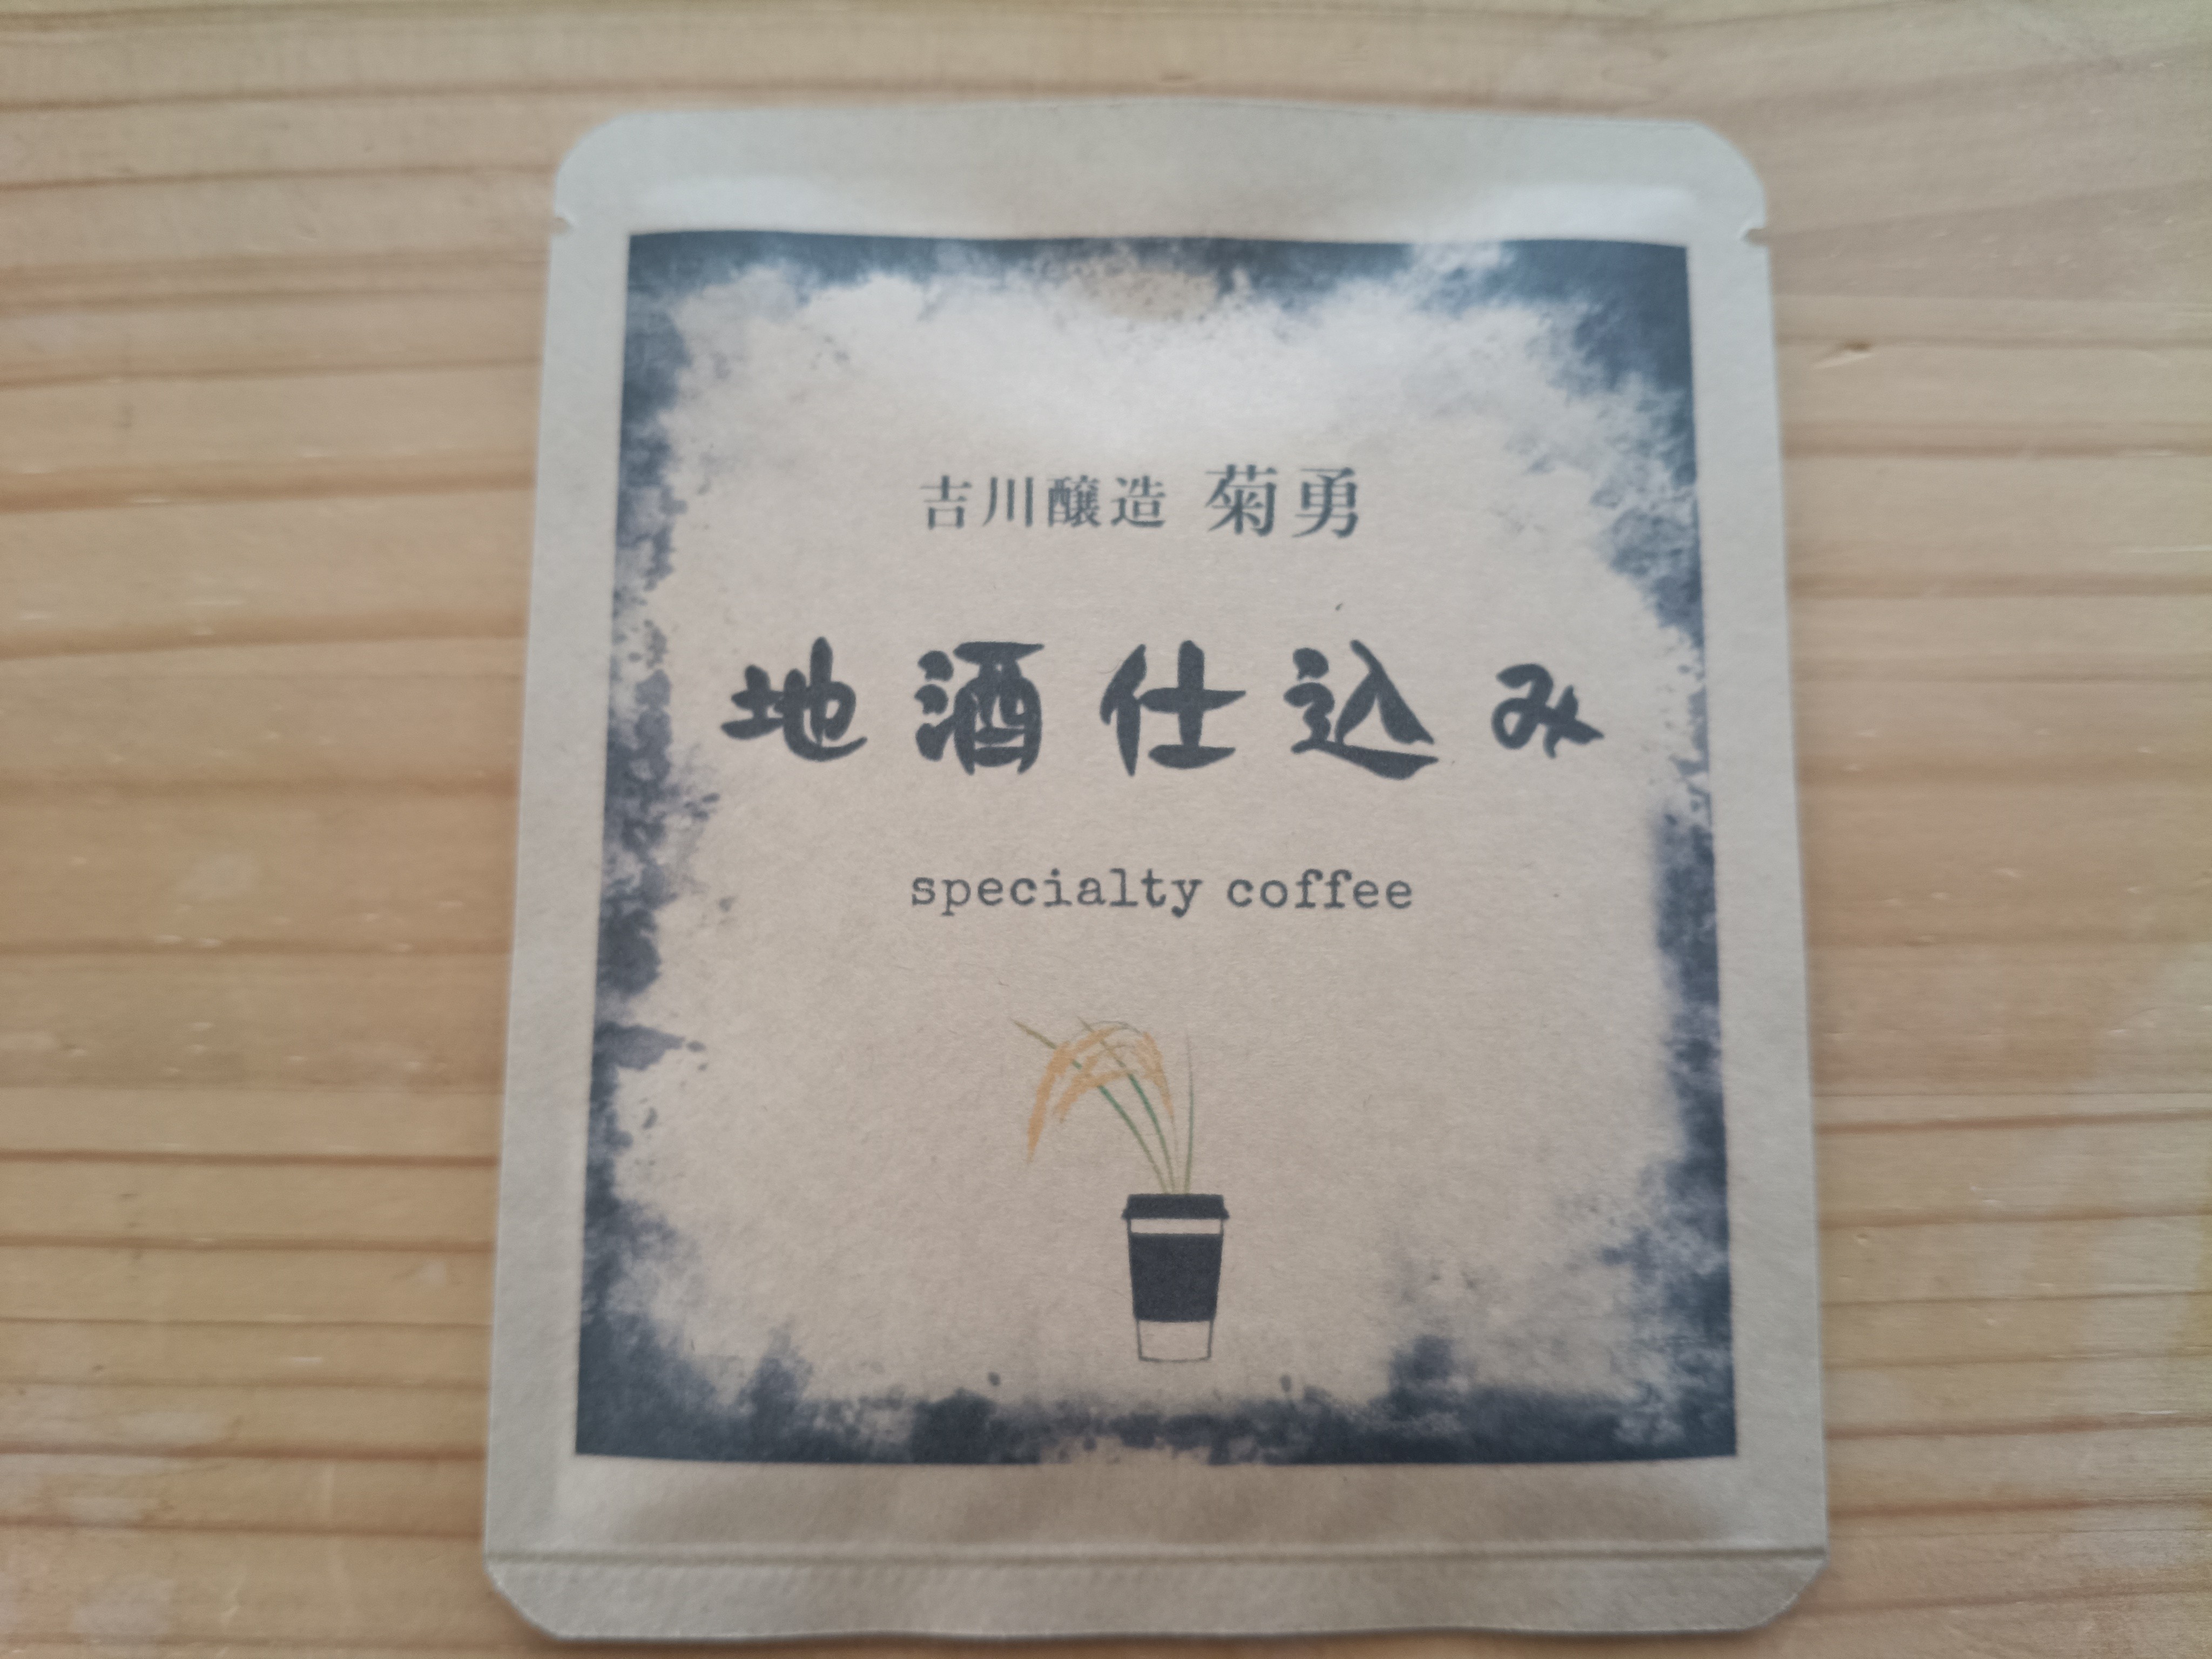 吉川醸造 菊勇
地酒仕込み
specialty coffee